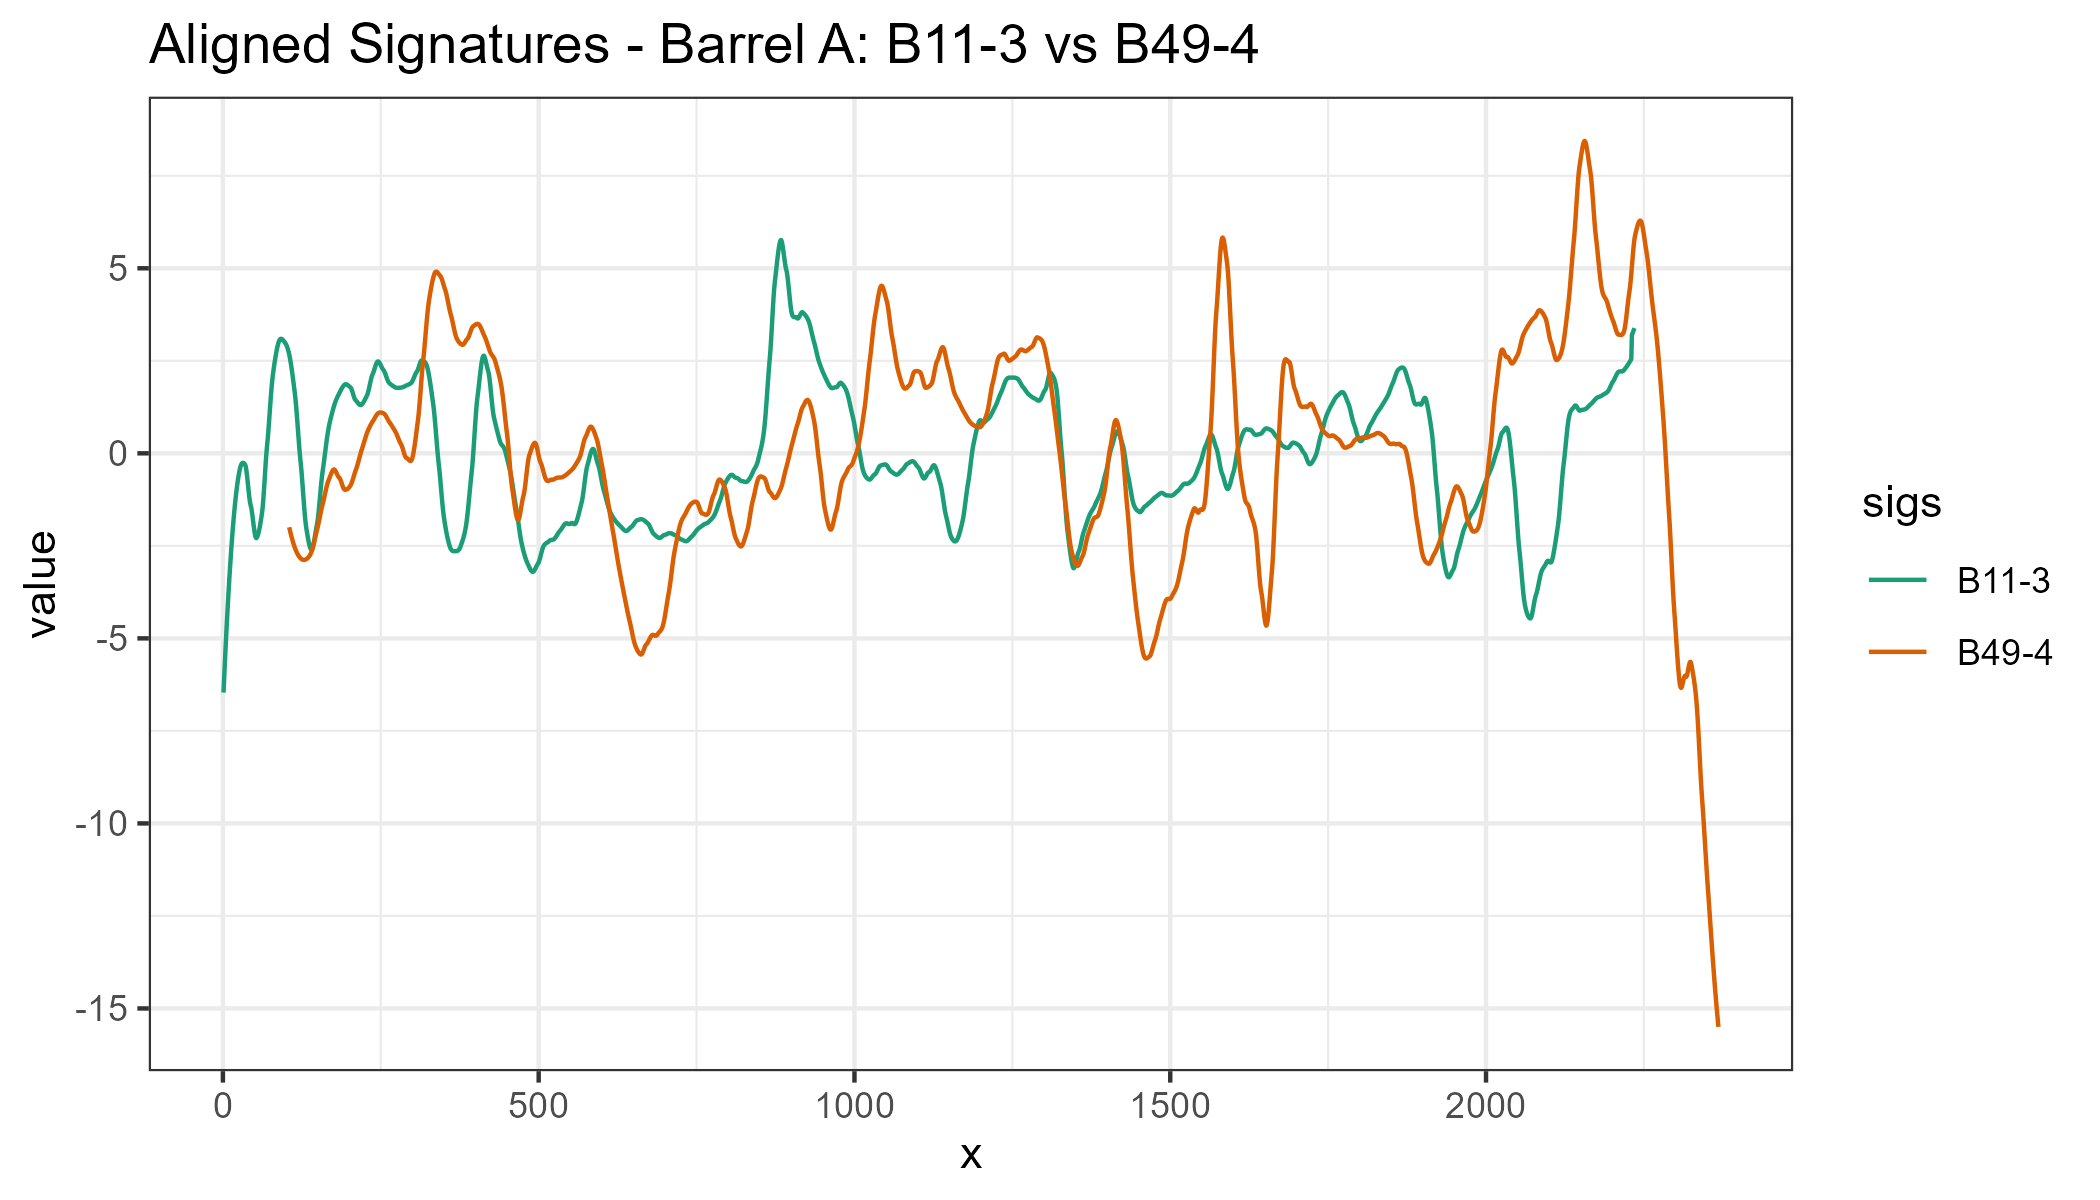 Aligned Signatures - Barrel A: B11-3 vs B49-4
value
5
0
-5
-10
-15
0 500 1000 1500 2000
x
sigs
B11-3
B49-4